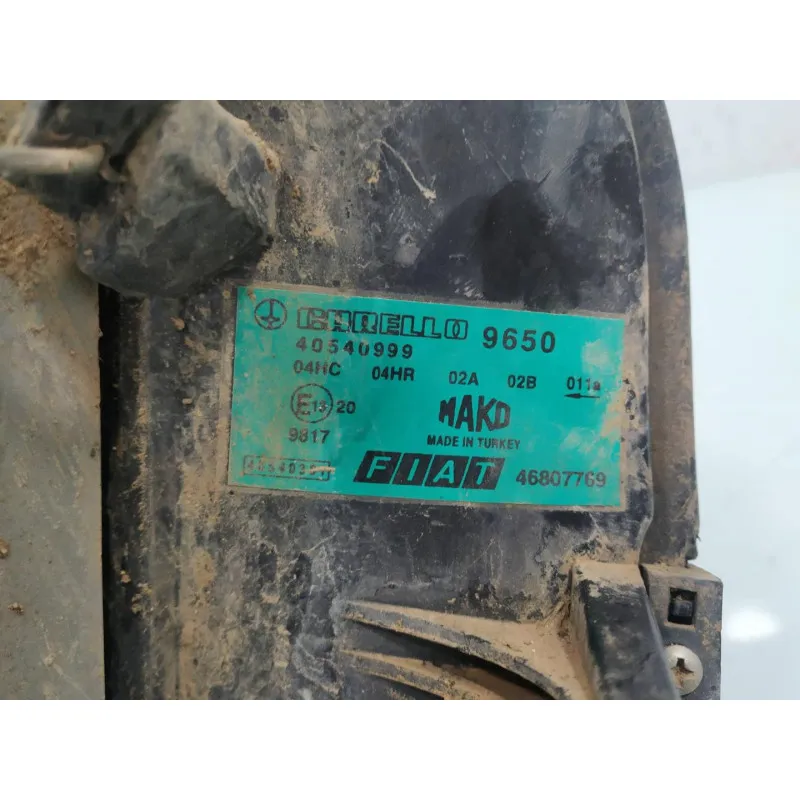 CARELLO 9650
40540999
04HC 04HR 02A 02B 011a
E13 20 MAKO
9817 MADE IN TURKEY
FIAT 46807769